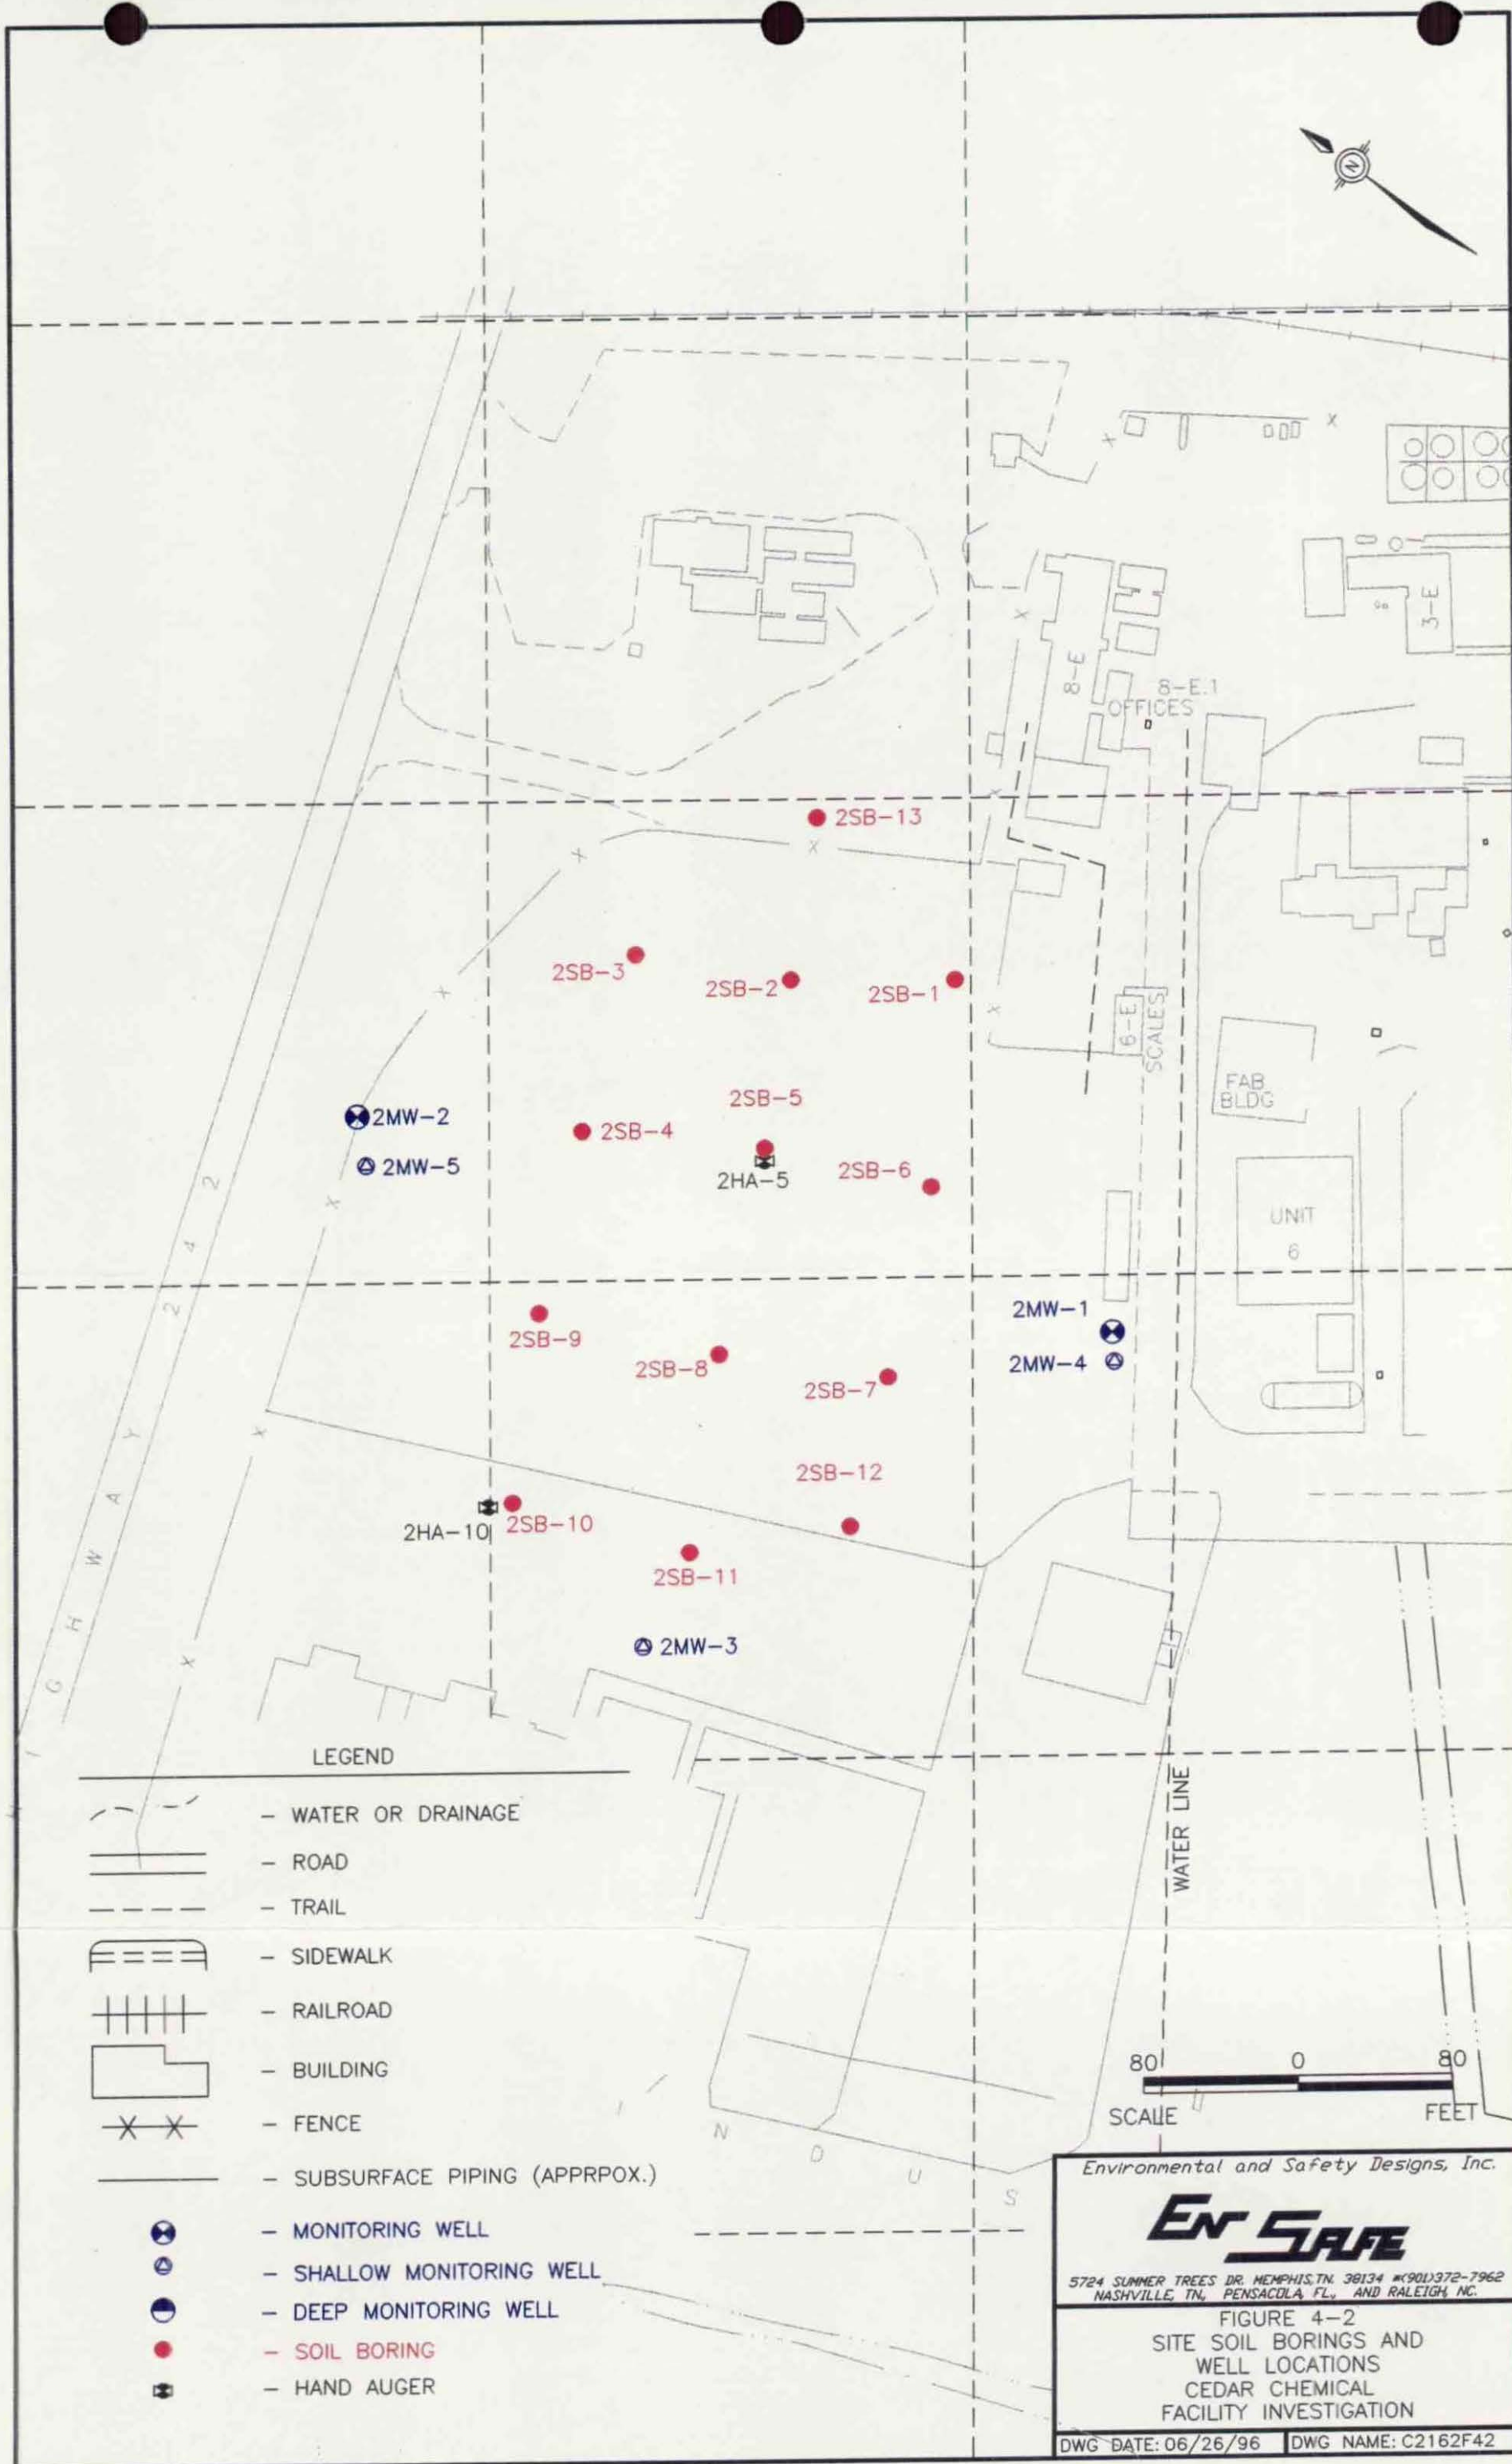 N
3-E
8-E
8-E.1
OFFICES
2SB-13
2SB-3
2SB-2
2SB-1
6-E
SCALES
FAB
BLDG
2SB-5
2MW-2
2SB-4
2MW-5
2HA-5
2SB-6
UNIT
6
2MW-1
2SB-9
2MW-4
2SB-8
2SB-7
2SB-12
2HA-10
2SB-10
2SB-11
2MW-3
HIGHWAY 242
WATER LINE
LEGEND
- WATER OR DRAINAGE
- ROAD
- TRAIL
- SIDEWALK
- RAILROAD
- BUILDING
- FENCE
- SUBSURFACE PIPING (APPRPOX.)
- MONITORING WELL
- SHALLOW MONITORING WELL
- DEEP MONITORING WELL
- SOIL BORING
- HAND AUGER
I N D U S
80 0 80
SCALE FEET
Environmental and Safety Designs, Inc.
EnSafe
5724 SUMMER TREES DR. MEMPHIS, TN. 38134 (901)372-7962
NASHVILLE, TN., PENSACOLA, FL., AND RALEIGH, NC.
FIGURE 4-2
SITE SOIL BORINGS AND
WELL LOCATIONS
CEDAR CHEMICAL
FACILITY INVESTIGATION
DWG DATE: 06/26/96 DWG NAME: C2162F42